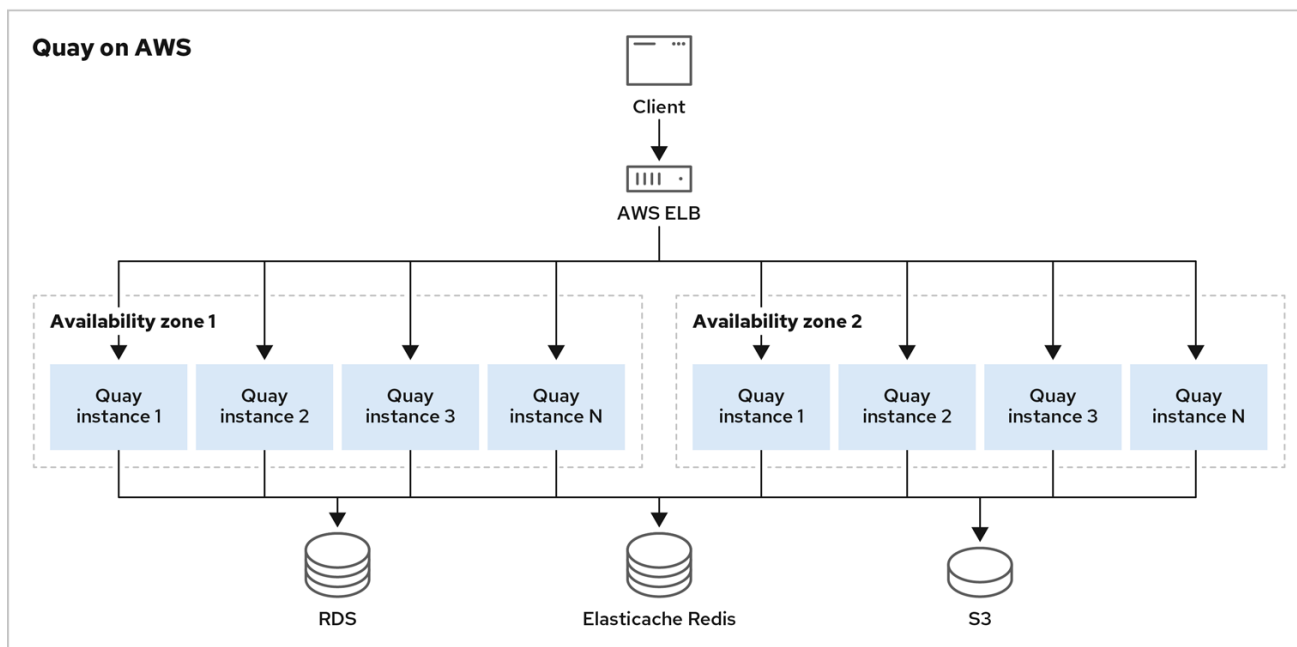 Quay on AWS
Client
AWS ELB
Availability zone 1
Availability zone 2
Quay
instance 1
Quay
instance 2
Quay
instance 3
Quay
instance N
Quay
instance 1
Quay
instance 2
Quay
instance 3
Quay
instance N
RDS
Elasticache Redis
S3